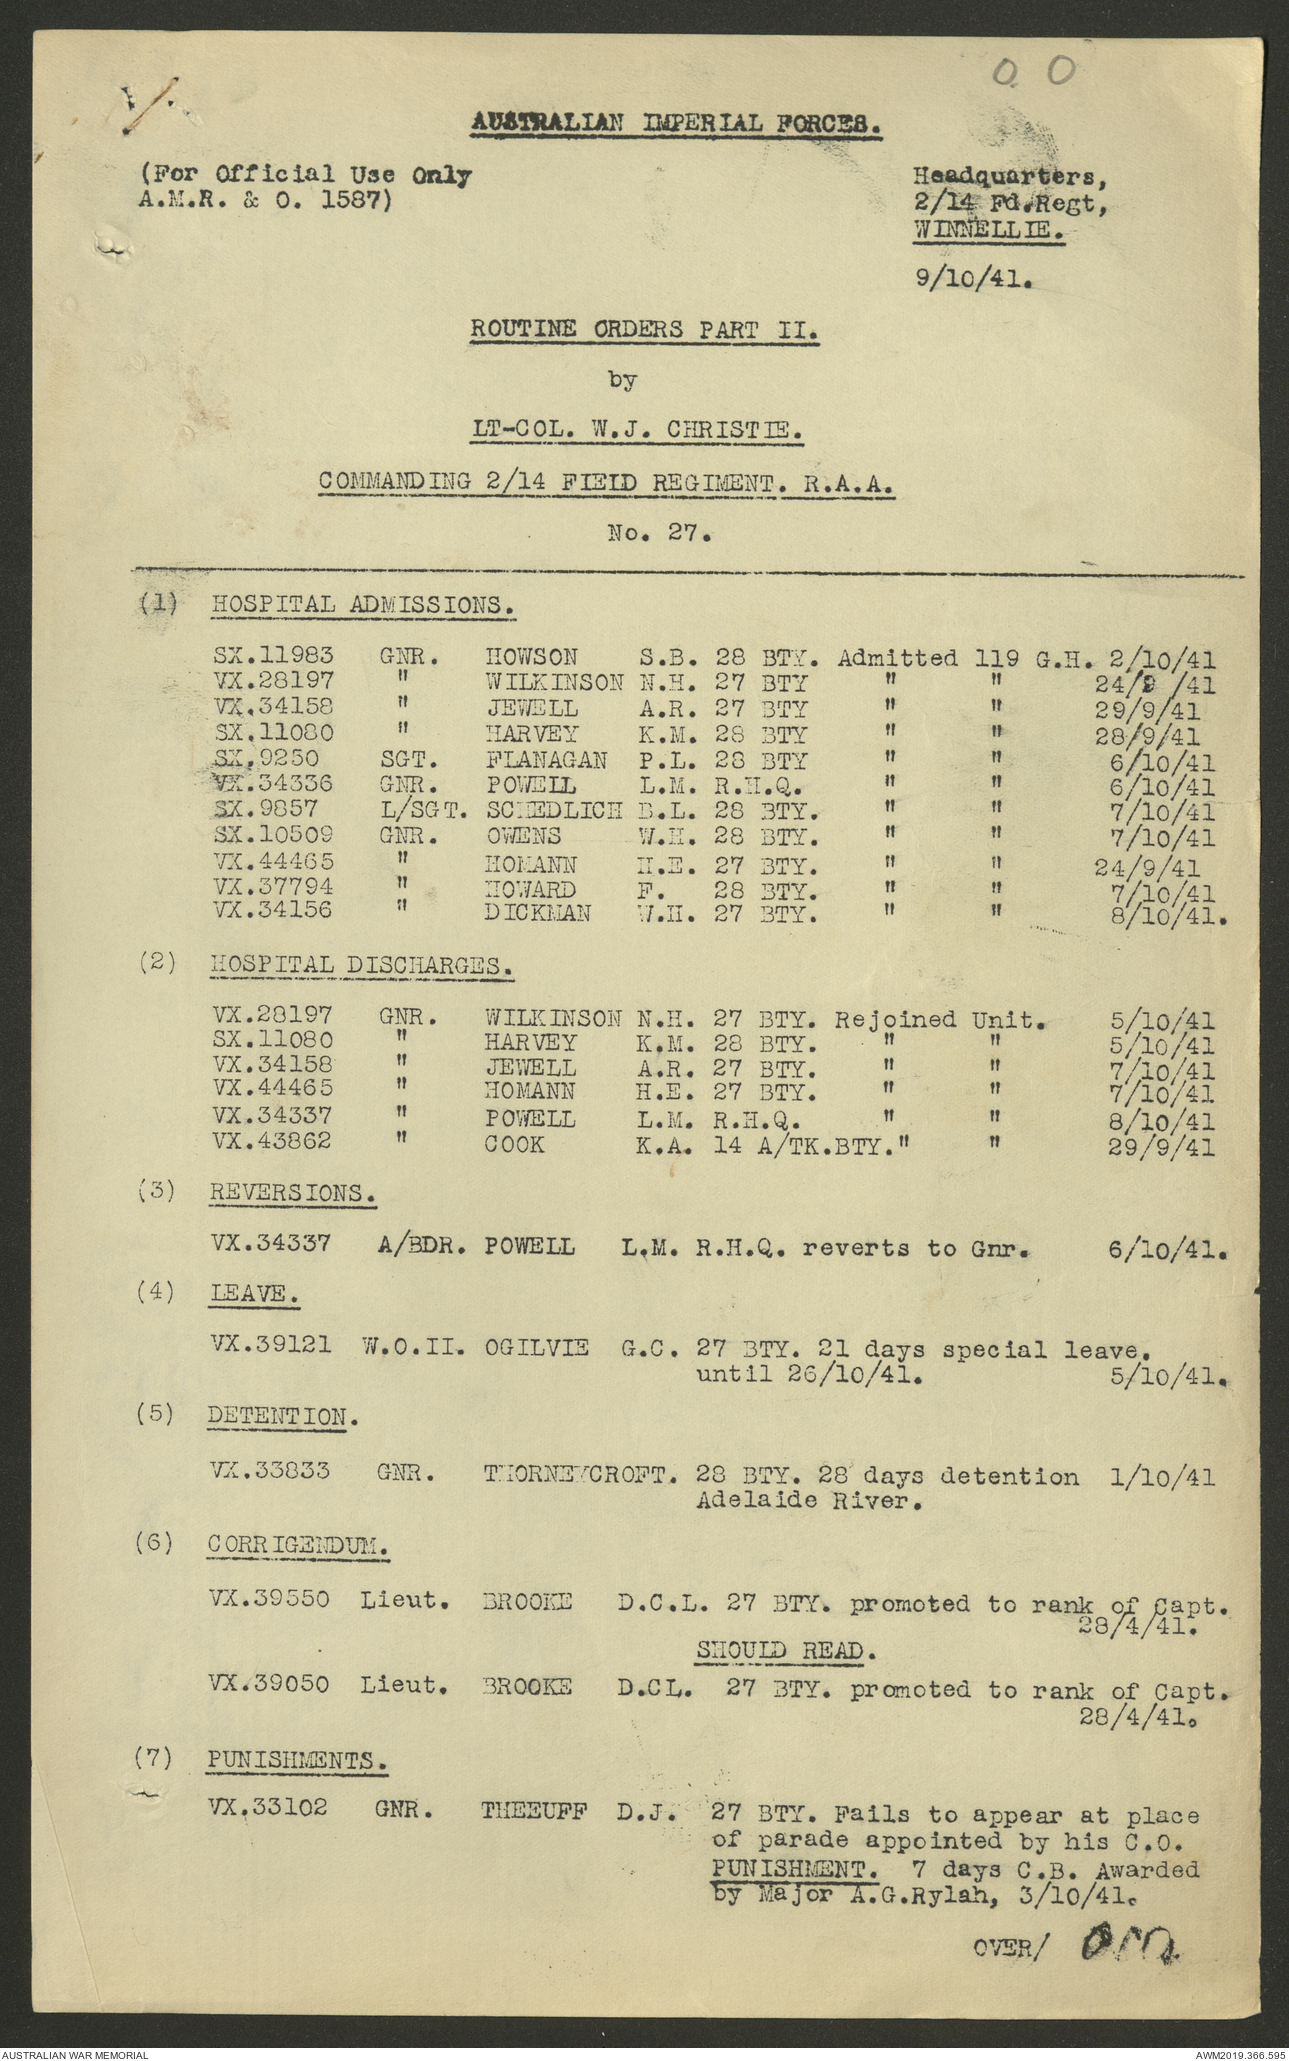 0 0
AUSTRALIAN IMPERIAL FORCES.
(For Official Use Only
A.M.R. & O. 1587)
Headquarters,
2/14 Fd.Regt,
WINNELLIE.
9/10/41.
ROUTINE ORDERS PART II.
by
LT-COL. W.J. CHRISTIE.
COMMANDING 2/14 FIEID REGIMENT. R.A.A.
No. 27.
(1) HOSPITAL ADMISSIONS.
SX.11983 GNR. HOWSON S.B. 28 BTY. Admitted 119 G.H. 2/10/41
VX.28197 " WILKINSON N.H. 27 BTY " " 24/9 /41
VX.34158 " JEWELL A.R. 27 BTY " " 29/9/41
SX.11080 " HARVEY K.M. 28 BTY " " 28/9/41
SX.9250 SGT. FLANAGAN P.L. 28 BTY " " 6/10/41
VX.34336 GNR. POWELL L.M. R.H.Q. " " 6/10/41
SX.9857 L/SGT. SCHEDLICH B.L. 28 BTY. " " 7/10/41
SX.10509 GNR. OWENS W.H. 28 BTY. " " 7/10/41
VX.44465 " HOMANN H.E. 27 BTY. " " 24/9/41
VX.37794 " HOWARD F. 28 BTY. " " 7/10/41
VX.34156 " DICKMAN W.H. 27 BTY. " " 8/10/41.
(2) HOSPITAL DISCHARGES.
VX.28197 GNR. WILKINSON N.H. 27 BTY. Rejoined Unit. 5/10/41
SX.11080 " HARVEY K.M. 28 BTY. " " 5/10/41
VX.34158 " JEWELL A.R. 27 BTY. " " 7/10/41
VX.44465 " HOMANN H.E. 27 BTY. " " 7/10/41
VX.34337 " POWELL L.M. R.H.Q. " " 8/10/41
VX.43862 " COOK K.A. 14 A/TK.BTY." " 29/9/41
(3) REVERSIONS.
VX.34337 A/BDR. POWELL L.M. R.H.Q. reverts to Gnr. 6/10/41.
(4) LEAVE.
VX.39121 W.O.II. OGILVIE G.C. 27 BTY. 21 days special leave.
until 26/10/41. 5/10/41.
(5) DETENTION.
VX.33833 GNR. THORNEYCROFT. 28 BTY. 28 days detention 1/10/41
Adelaide River.
(6) CORRIGENDUM.
VX.39550 Lieut. BROOKE D.C.L. 27 BTY. promoted to rank of Capt.
28/4/41.
SHOULD READ.
VX.39050 Lieut. BROOKE D.CL. 27 BTY. promoted to rank of Capt.
28/4/41.
(7) PUNISHMENTS.
VX.33102 GNR. THEEUFF D.J. 27 BTY. Fails to appear at place
of parade appointed by his C.O.
PUNISHMENT. 7 days C.B. Awarded
by Major A.G.Rylah, 3/10/41.
OVER/
AUSTRALIAN WAR MEMORIAL
AWM2019.366.595